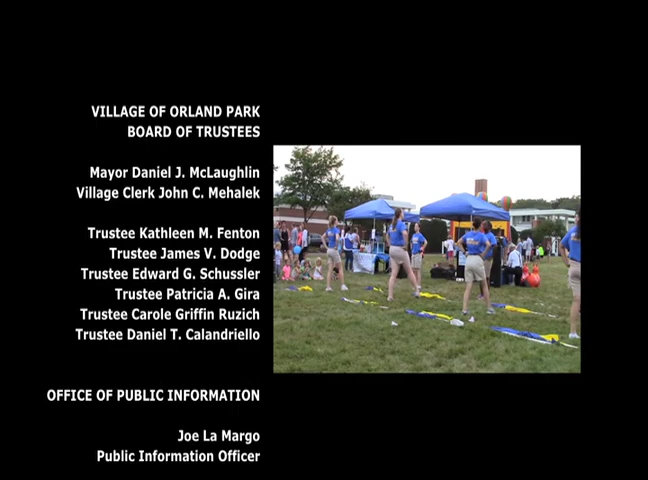 VILLAGE OF ORLAND PARK
BOARD OF TRUSTEES
Mayor Daniel J. McLaughlin
Village Clerk John C. Mehalek
Trustee Kathleen M. Fenton
Trustee James V. Dodge
Trustee Edward G. Schussler
Trustee Patricia A. Gira
Trustee Carole Griffin Ruzich
Trustee Daniel T. Calandriello
OFFICE OF PUBLIC INFORMATION
Joe La Margo
Public Information Officer